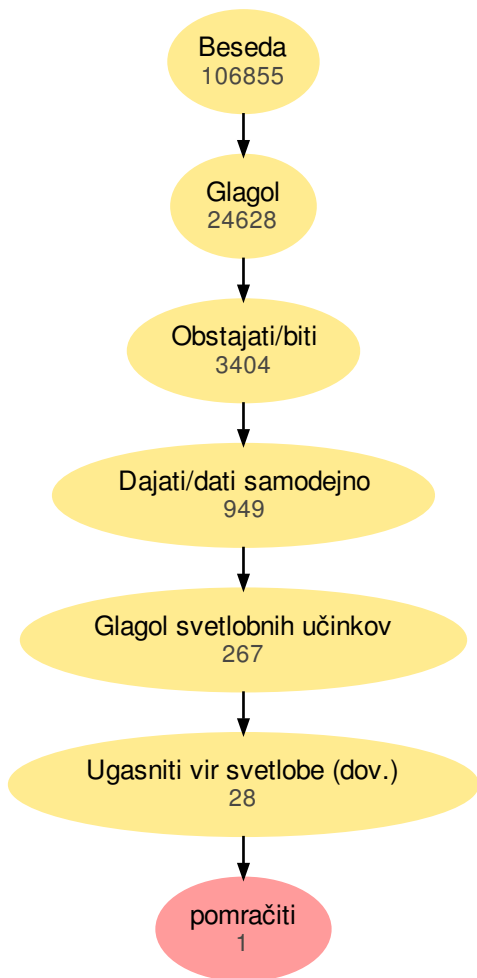 Beseda
106855
Glagol
24628
Obstajati/biti
3404
Dajati/dati samodejno
949
Glagol svetlobnih učinkov
267
Ugasniti vir svetlobe (dov.)
28
pomračiti
1